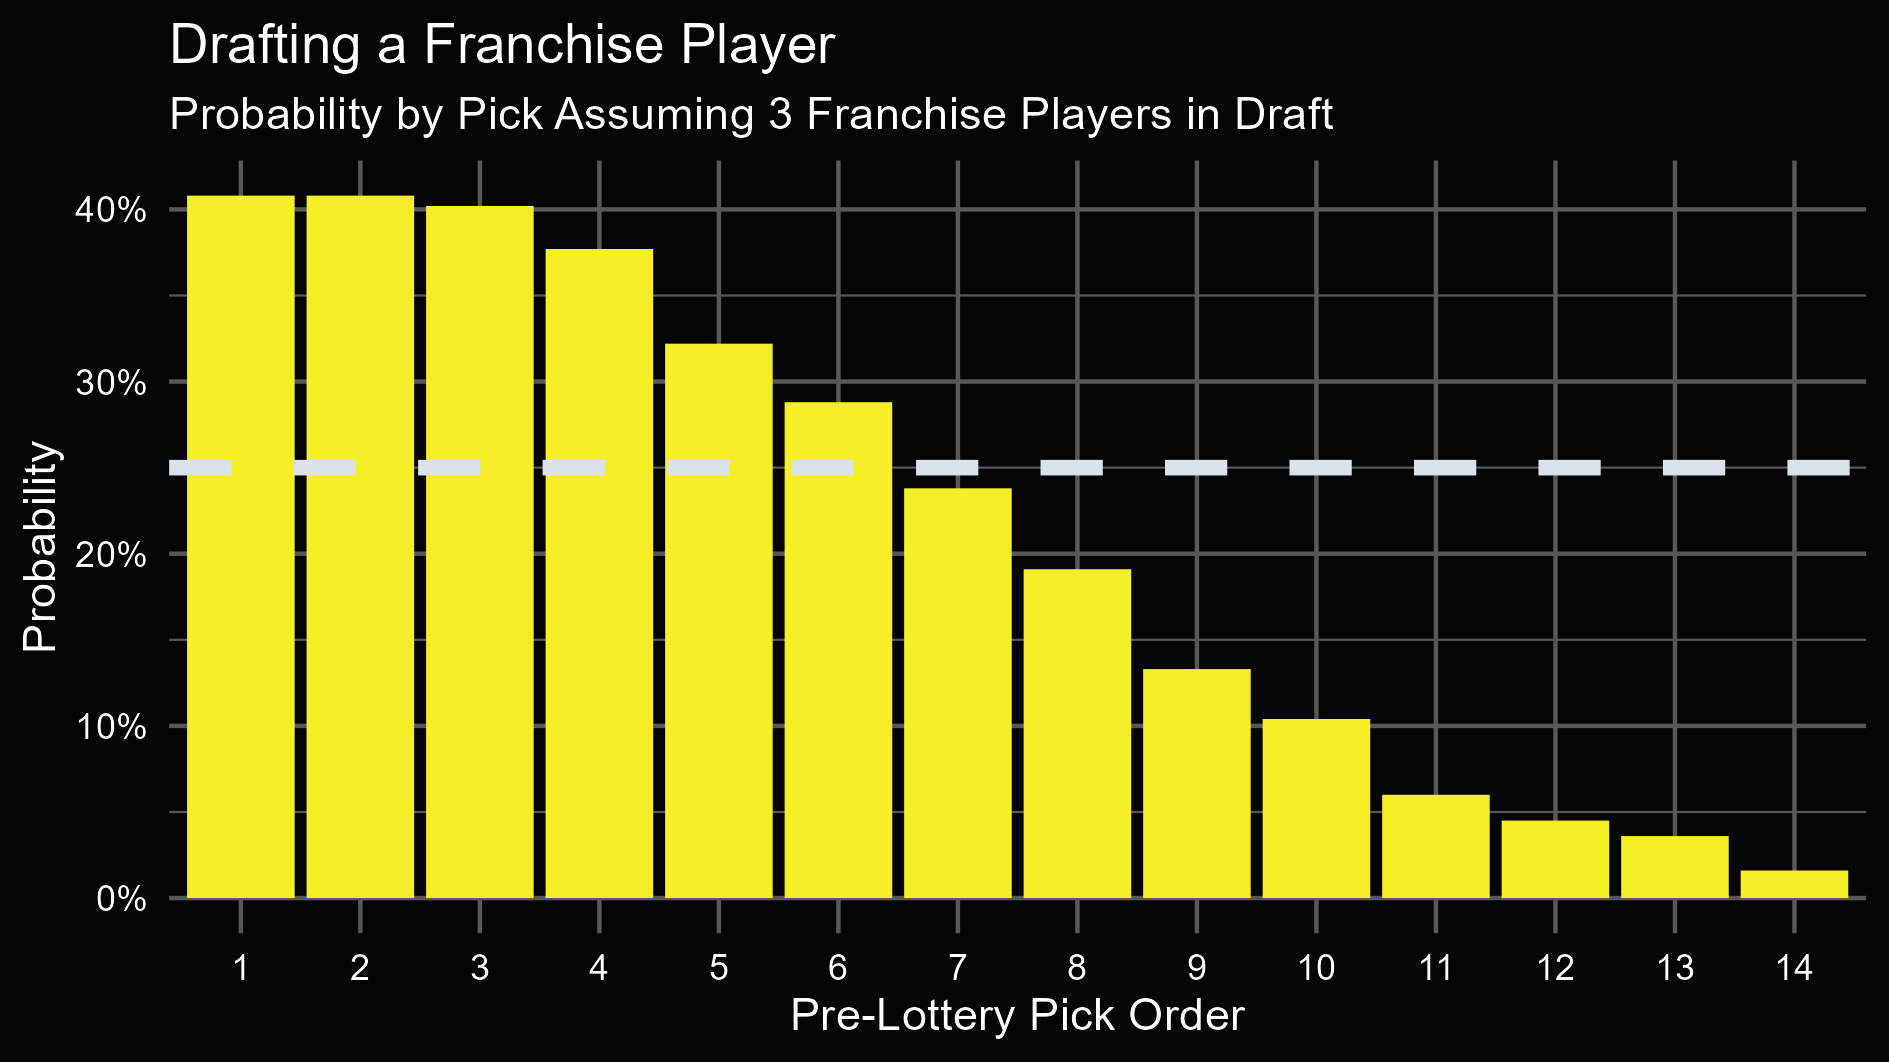 Drafting a Franchise Player
Probability by Pick Assuming 3 Franchise Players in Draft
Probability
40%
30%
20%
10%
0%
1 2 3 4 5 6 7 8 9 10 11 12 13 14
Pre-Lottery Pick Order